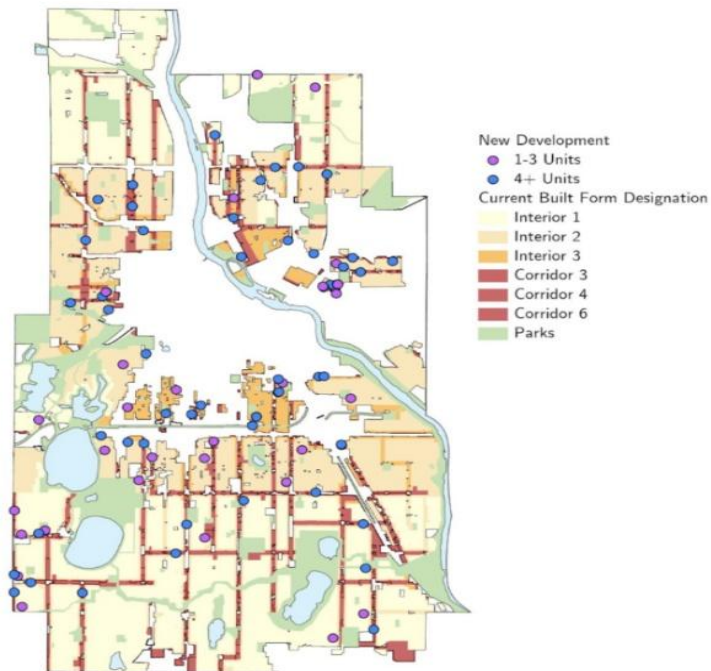 New Development
1-3 Units
4+ Units
Current Built Form Designation
Interior 1
Interior 2
Interior 3
Corridor 3
Corridor 4
Corridor 6
Parks